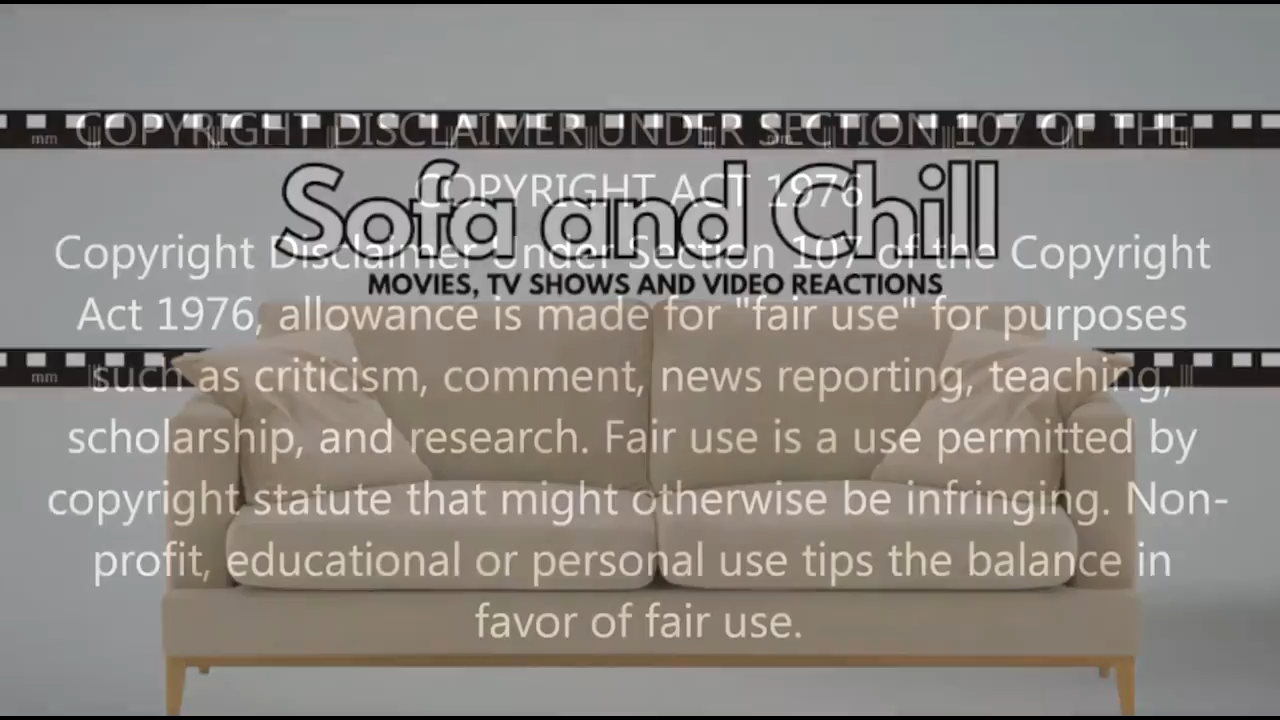 COPYRIGHT DISCLAIMER UNDER SECTION 107 OF THE
COPYRIGHT ACT 1976
Sofa and Chill
Copyright Disclaimer Under Section 107 of the Copyright
MOVIES, TV SHOWS AND VIDEO REACTIONS
Act 1976, allowance is made for "fair use" for purposes
such as criticism, comment, news reporting, teaching,
mm
scholarship, and research. Fair use is a use permitted by
copyright statute that might otherwise be infringing. Non-
profit, educational or personal use tips the balance in
favor of fair use.